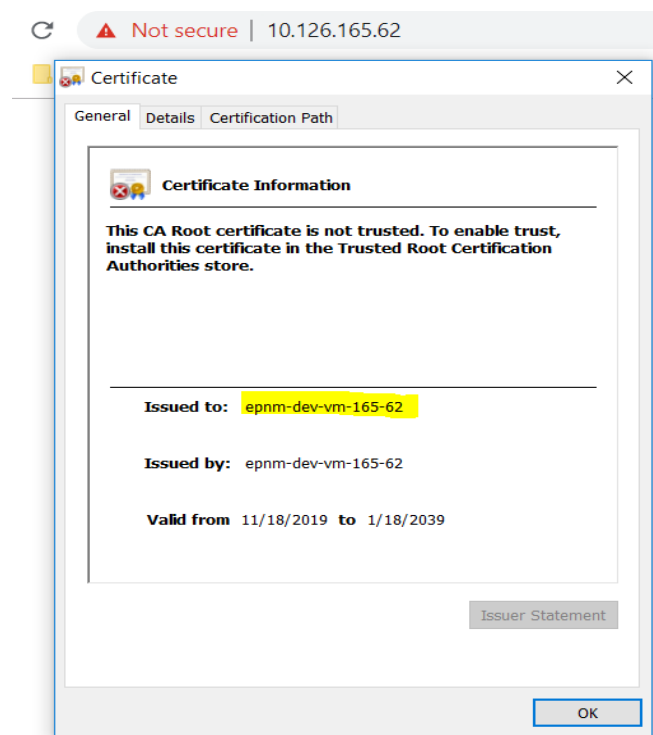 Not secure | 10.126.165.62
Certificate
General Details Certification Path
Certificate Information
This CA Root certificate is not trusted. To enable trust,
install this certificate in the Trusted Root Certification
Authorities store.
Issued to: epnm-dev-vm-165-62
Issued by: epnm-dev-vm-165-62
Valid from 11/18/2019 to 1/18/2039
Issuer Statement
OK